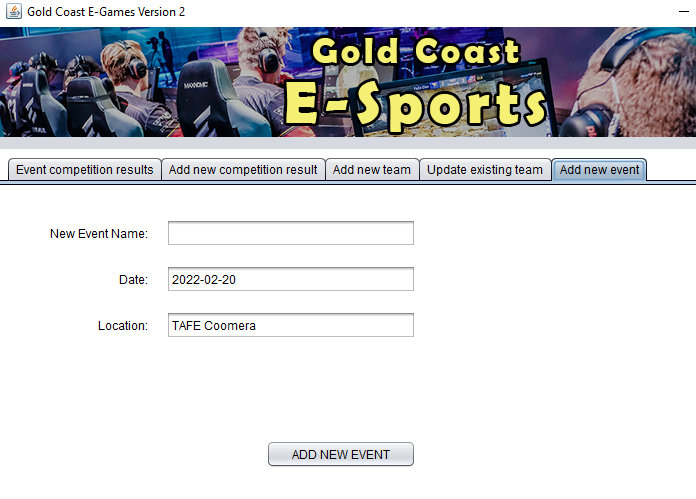 Gold Coast E-Games Version 2
Gold Coast
E-Sports
MAXNOMIC
Event competition results
Add new competition result
Add new team
Update existing team
Add new event
New Event Name:
Date: 2022-02-20
Location: TAFE Coomera
ADD NEW EVENT